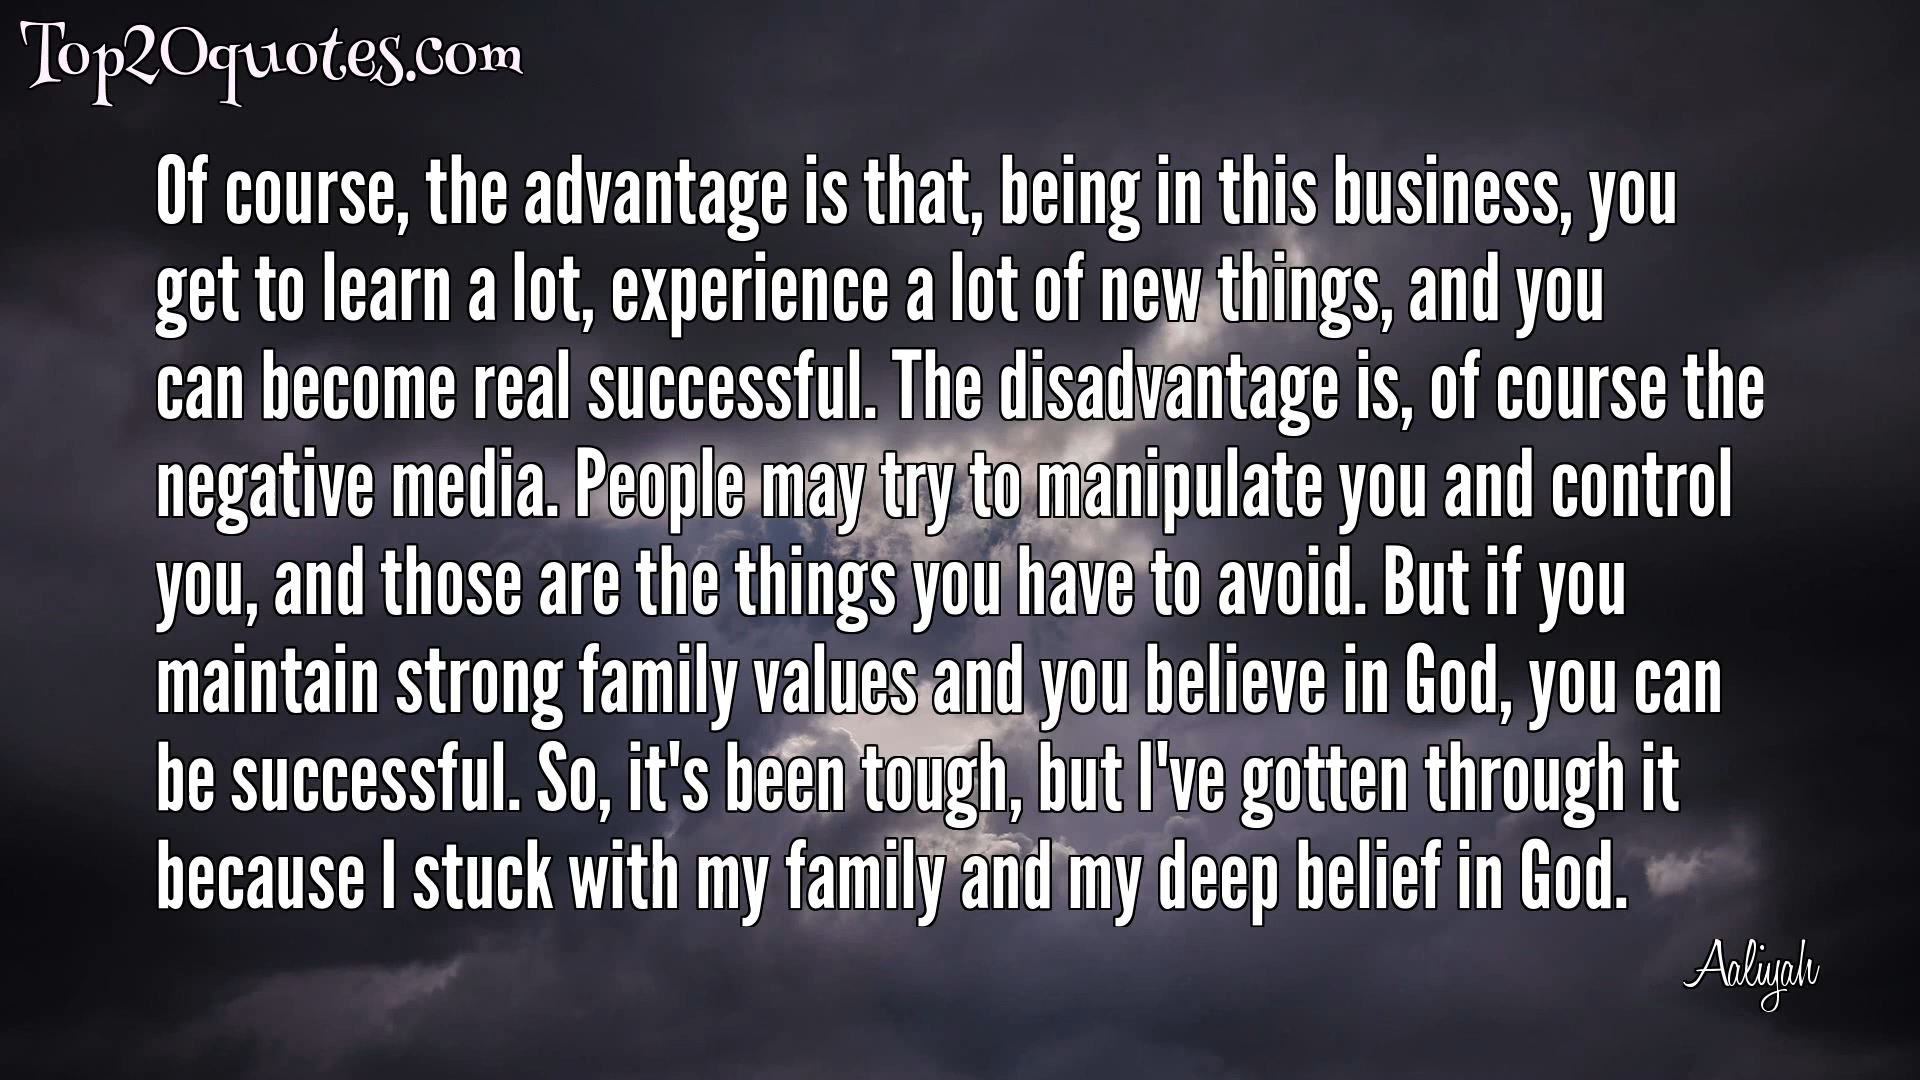 Top20quotes.com
Of course, the advantage is that, being in this business, you
get to learn a lot, experience a lot of new things, and you
can become real successful. The disadvantage is, of course the
negative media. People may try to manipulate you and control
you, and those are the things you have to avoid. But if you
maintain strong family values and you believe in God, you can
be successful. So, it's been tough, but I've gotten through it
because I stuck with my family and my deep belief in God.
Aaliyah